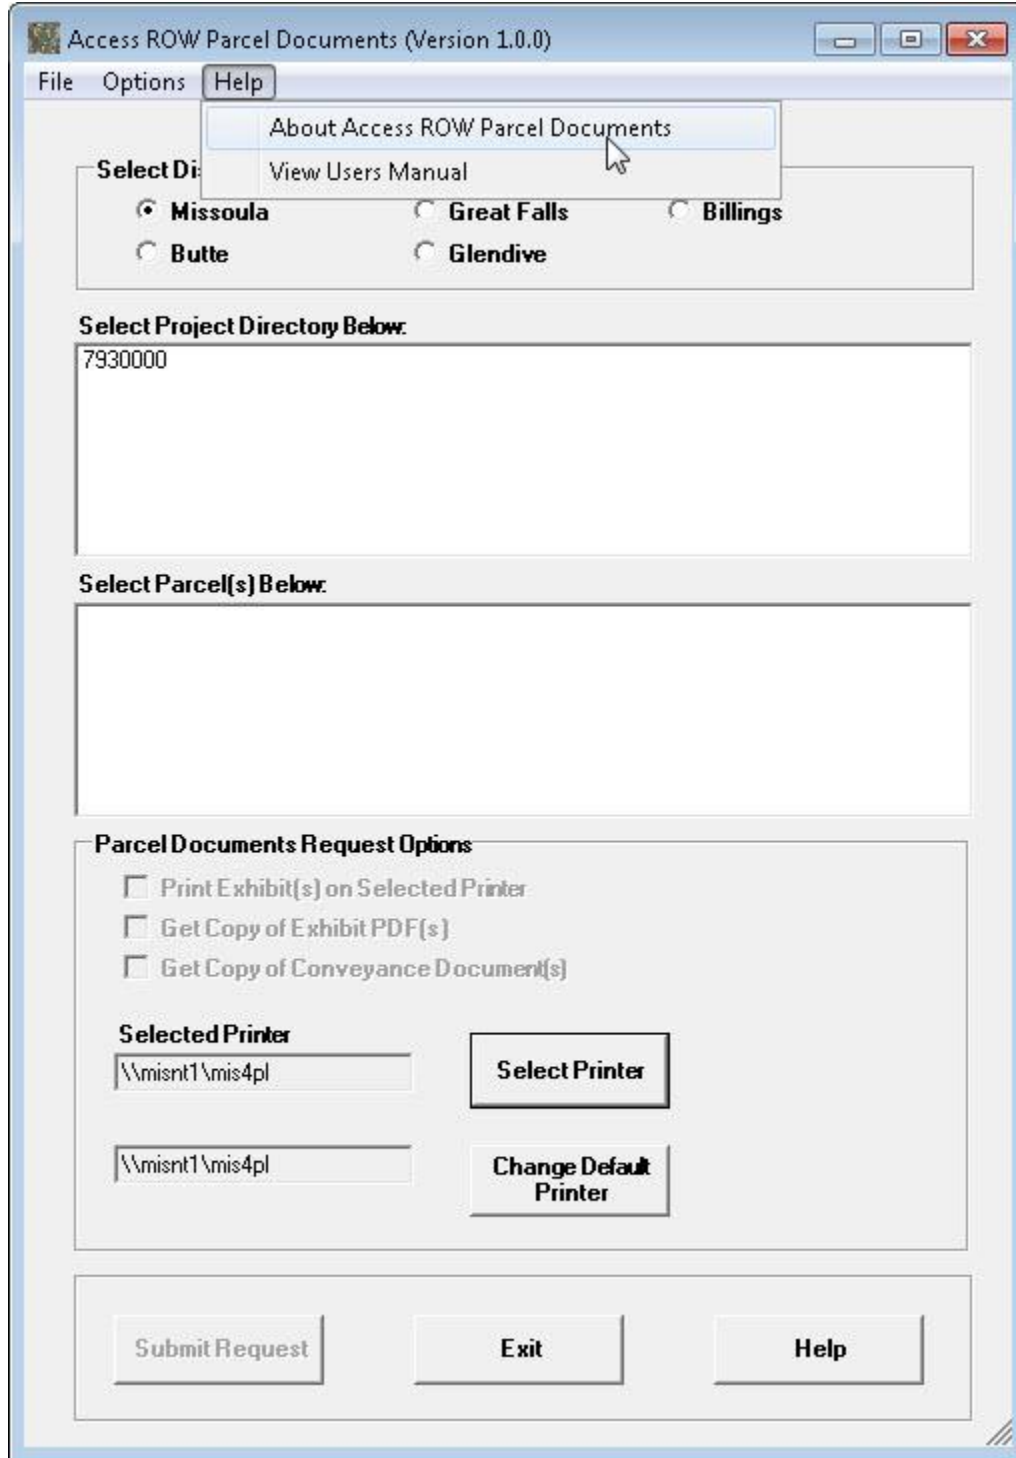 Access ROW Parcel Documents (Version 1.0.0)
File Options Help
About Access ROW Parcel Documents
View Users Manual
Select Di
Missoula Great Falls Billings
Butte Glendive
Select Project Directory Below:
7930000
Select Parcel(s) Below:
Parcel Documents Request Options
Print Exhibit(s) on Selected Printer
Get Copy of Exhibit PDF(s)
Get Copy of Conveyance Document(s)
Selected Printer
\\misnt1\mis4pl
Select Printer
\\misnt1\mis4pl
Change Default
Printer
Submit Request Exit Help